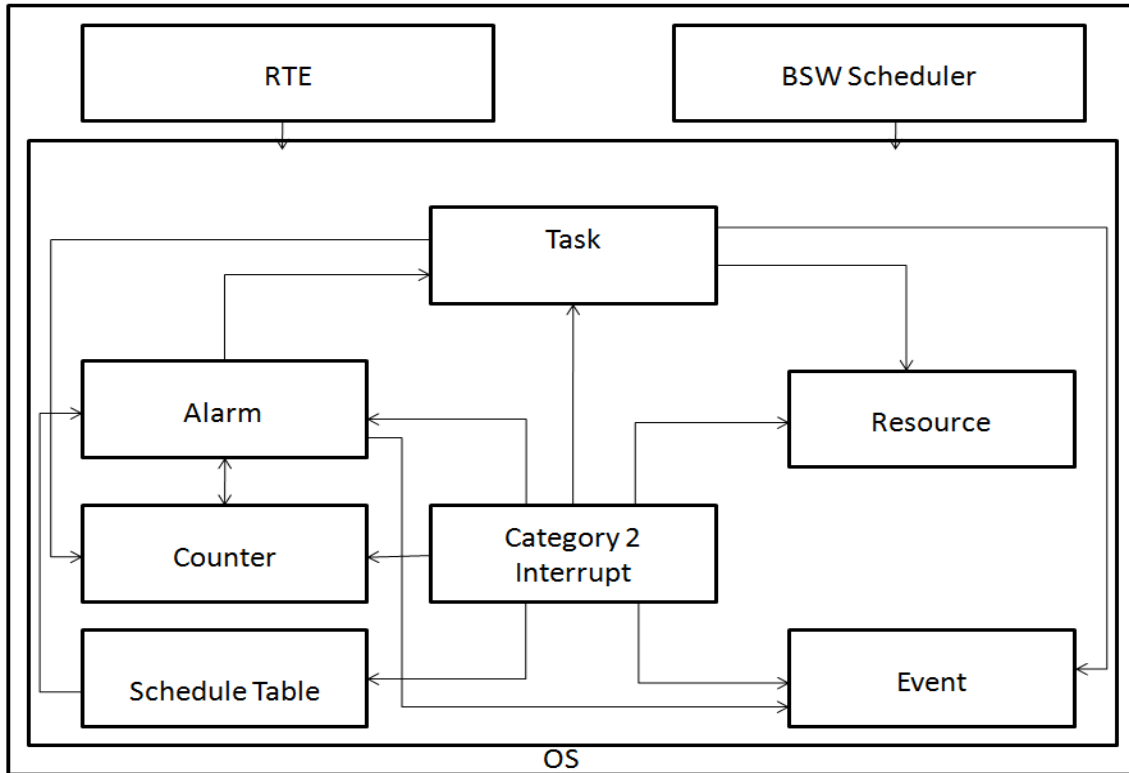 RTE
BSW Scheduler
Task
Alarm
Resource
Counter
Category 2
Interrupt
Schedule Table
Event
OS